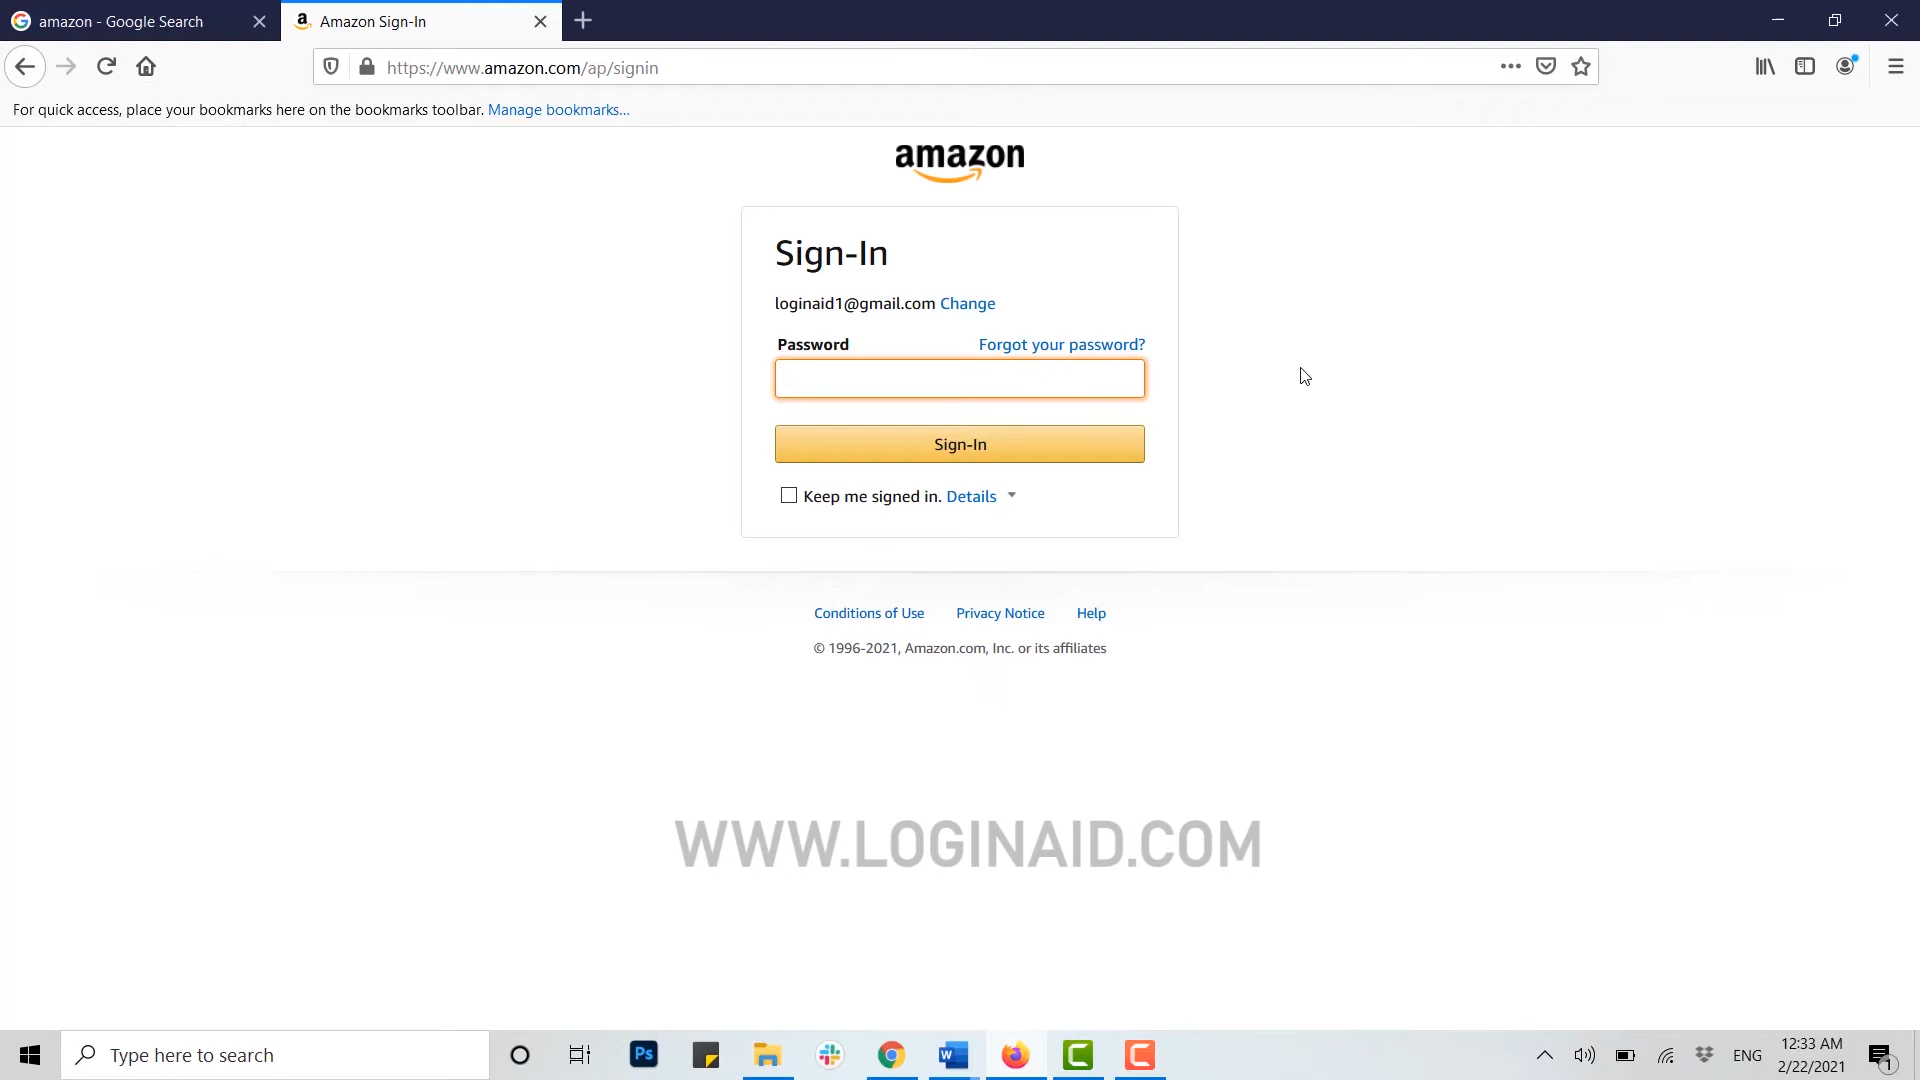 amazon - Google Search
Amazon Sign-In
https://www.amazon.com/ap/signin
For quick access, place your bookmarks here on the bookmarks toolbar. Manage bookmarks...
amazon
Sign-In
loginaid1@gmail.com Change
Password Forgot your password?
Sign-In
Keep me signed in. Details
Conditions of Use Privacy Notice Help
© 1996-2021, Amazon.com, Inc. or its affiliates
WWW.LOGINAID.COM
Type here to search
Ps
W
ENG
12:33 AM
2/22/2021
1